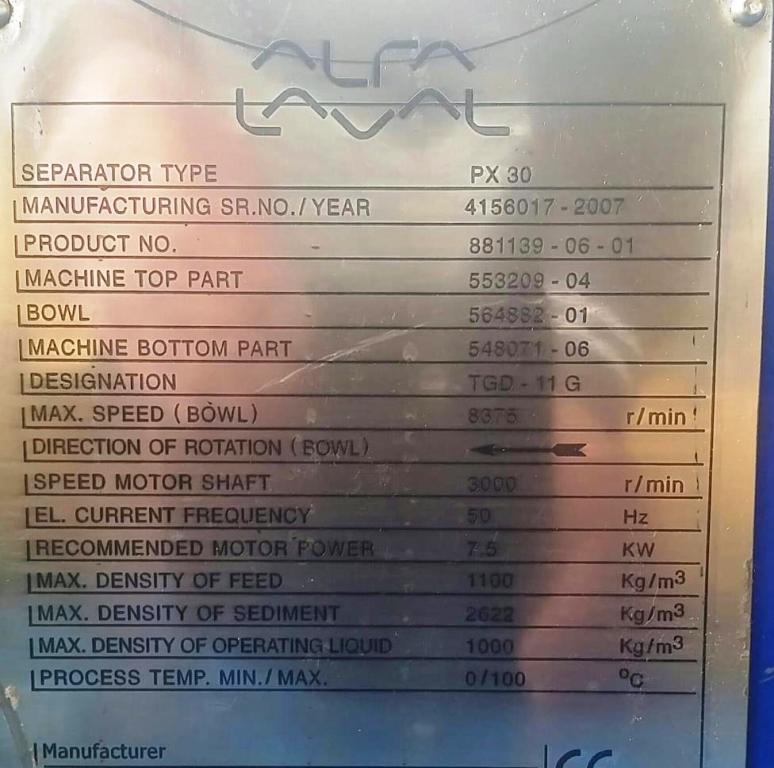 ALFA
LAVAL
SEPARATOR TYPE PX 30
MANUFACTURING SR.NO./YEAR 4156017 - 2007
PRODUCT NO. 881139 - 06 - 01
MACHINE TOP PART 553209 - 04
BOWL 564882 - 01
MACHINE BOTTOM PART 548071 - 06
DESIGNATION TGD - 11 G
MAX. SPEED (BOWL) 8375 r/min
DIRECTION OF ROTATION (BOWL)
SPEED MOTOR SHAFT 3000 r/min
EL. CURRENT FREQUENCY 50 Hz
RECOMMENDED MOTOR POWER 7.5 KW
MAX. DENSITY OF FEED 1100 Kg/m³
MAX. DENSITY OF SEDIMENT 2622 Kg/m³
MAX. DENSITY OF OPERATING LIQUID 1000 Kg/m³
PROCESS TEMP. MIN./MAX. 0/100 °C
Manufacturer CE